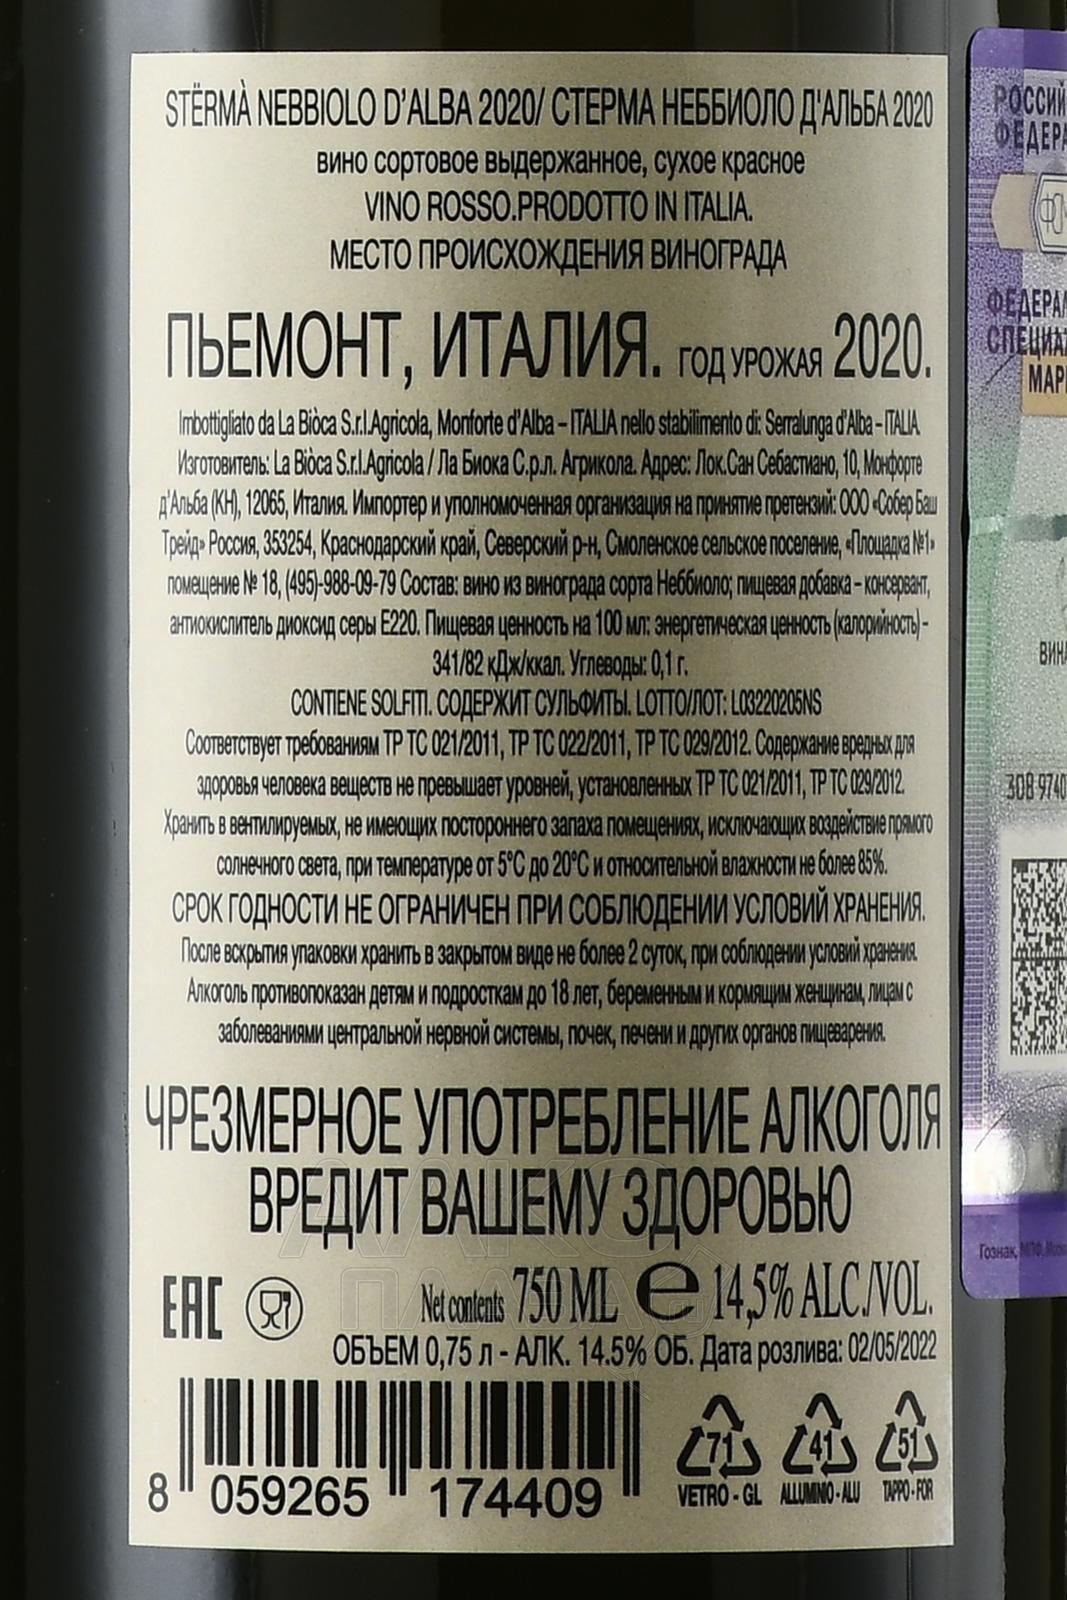 STËRMÀ NEBBIOLO D'ALBA 2020/ СТЕРМА НЕББИОЛО Д'АЛЬБА 2020
вино сортовое выдержанное, сухое красное
VINO ROSSO.PRODOTTO IN ITALIA.
МЕСТО ПРОИСХОЖДЕНИЯ ВИНОГРАДА
ПЬЕМОНТ, ИТАЛИЯ. ГОД УРОЖАЯ 2020.
Imbottigliato da La Biòca S.r.l.Agricola, Monforte d'Alba – ITALIA nello stabilimento di: Serralunga d'Alba – ITALIA.
Изготовитель: La Biòca S.r.l.Agricola / Ла Биока С.р.л. Агрикола. Адрес: Лок.Сан Себастиано, 10, Монфорте
д'Альба (КН), 12065, Италия. Импортер и уполномоченная организация на принятие претензий: ООО «Собер Баш
Трейд» Россия, 353254, Краснодарский край, Северский р-н, Смоленское сельское поселение, «Площадка №1»
помещение № 18, (495)-988-09-79 Состав: вино из винограда сорта Неббиоло; пищевая добавка – консервант,
антиокислитель диоксид серы Е220. Пищевая ценность на 100 мл: энергетическая ценность (калорийность) –
341/82 кДж/ккал. Углеводы: 0,1 г.
CONTIENE SOLFITI. СОДЕРЖИТ СУЛЬФИТЫ. LOTTO/ЛОТ: L03220205NS
Соответствует требованиям ТР ТС 021/2011, ТР ТС 022/2011, ТР ТС 029/2012. Содержание вредных для
здоровья человека веществ не превышает уровней, установленных ТР ТС 021/2011, ТР ТС 029/2012.
Хранить в вентилируемых, не имеющих постороннего запаха помещениях, исключающих воздействие прямого
солнечного света, при температуре от 5°C до 20°C и относительной влажности не более 85%.
СРОК ГОДНОСТИ НЕ ОГРАНИЧЕН ПРИ СОБЛЮДЕНИИ УСЛОВИЙ ХРАНЕНИЯ.
После вскрытия упаковки хранить в закрытом виде не более 2 суток, при соблюдении условий хранения.
Алкоголь противопоказан детям и подросткам до 18 лет, беременным и кормящим женщинам, лицам с
заболеваниями центральной нервной системы, почек, печени и других органов пищеварения.
ЧРЕЗМЕРНОЕ УПОТРЕБЛЕНИЕ АЛКОГОЛЯ
ВРЕДИТ ВАШЕМУ ЗДОРОВЬЮ
EAC Net contents 750 ML e 14,5% ALC./VOL.
ОБЪЕМ 0,75 л - АЛК. 14.5% ОБ. Дата розлива: 02/05/2022
8 059265 174409
71 41 51
VETRO - GL ALLUMINIO - ALU TAPPO - FOR
РОССИЙ
ФЕДЕРА
ФЕДЕРАЛ
СПЕЦИАЛ
МАР
ВИНА
308 9740
Гознак, МПФ, Моск